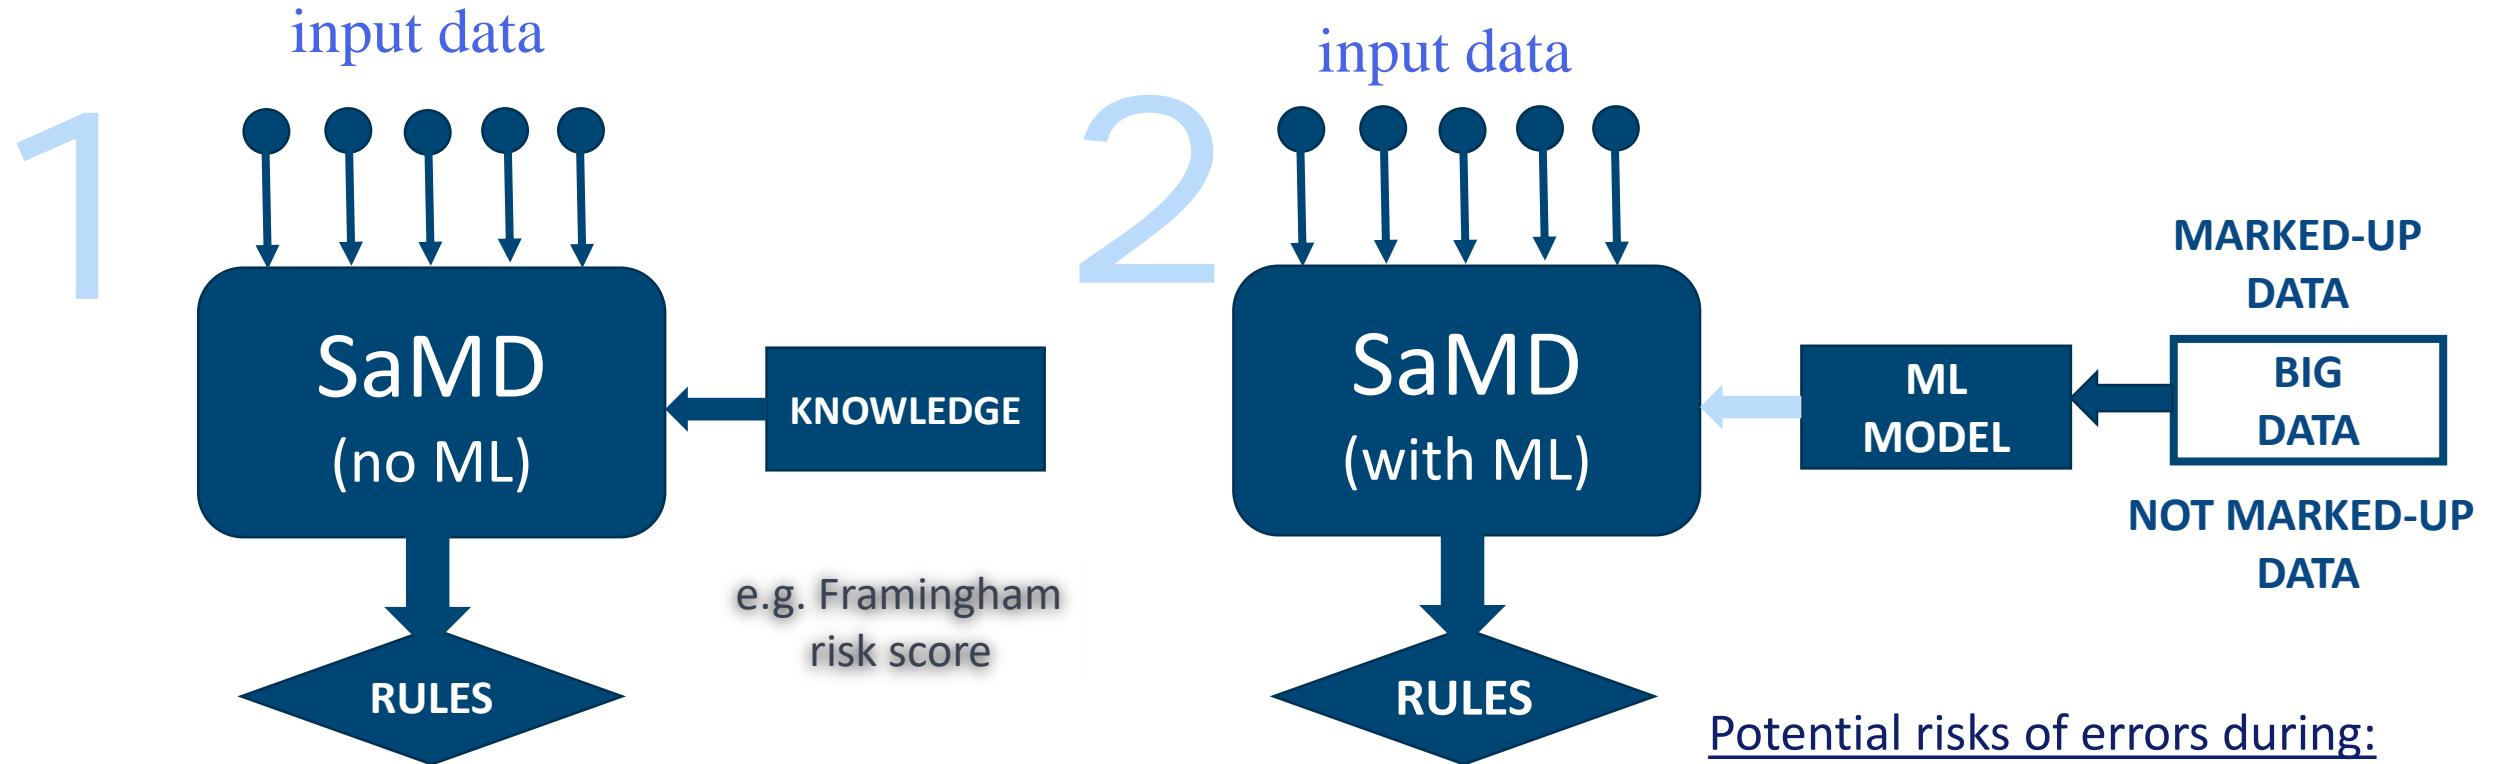 1
input data
SaMD
(no ML)
KNOWLEDGE
e.g. Framingham
risk score
RULES
2
input data
SaMD
(with ML)
ML
MODEL
MARKED-UP
DATA
BIG
DATA
NOT MARKED-UP
DATA
RULES
Potential risks of errors during: